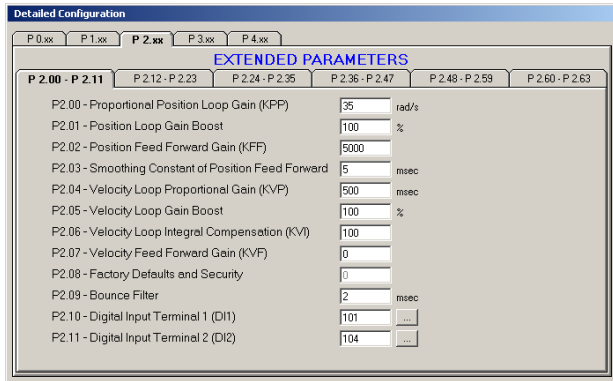 Detailed Configuration
P 0.xx P 1.xx P 2.xx P 3.xx P 4.xx
EXTENDED PARAMETERS
P 2.00 - P 2.11 P 2.12 - P 2.23 P 2.24 - P 2.35 P 2.36 - P 2.47 P 2.48 - P 2.59 P 2.60 - P 2.63
P2.00 - Proportional Position Loop Gain (KPP) 35 rad/s
P2.01 - Position Loop Gain Boost 100 %
P2.02 - Position Feed Forward Gain (KFF) 5000
P2.03 - Smoothing Constant of Position Feed Forward 5 msec
P2.04 - Velocity Loop Proportional Gain (KVP) 500 msec
P2.05 - Velocity Loop Gain Boost 100 %
P2.06 - Velocity Loop Integral Compensation (KVI) 100
P2.07 - Velocity Feed Forward Gain (KVF) 0
P2.08 - Factory Defaults and Security 0
P2.09 - Bounce Filter 2 msec
P2.10 - Digital Input Terminal 1 (DI1) 101 ...
P2.11 - Digital Input Terminal 2 (DI2) 104 ...